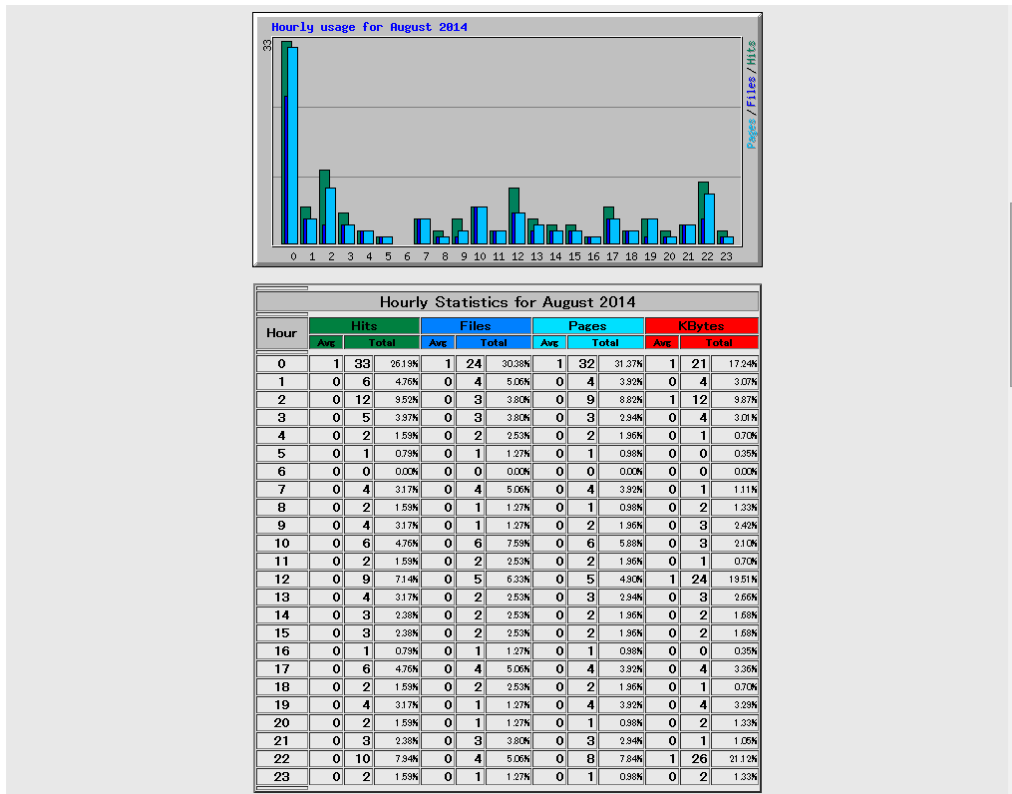 Hourly usage for August 2014
33
Pages / Files / Hits
0 1 2 3 4 5 6 7 8 9 10 11 12 13 14 15 16 17 18 19 20 21 22 23
Hourly Statistics for August 2014
Hour Hits Files Pages KBytes
Avg Total Avg Total Avg Total Avg Total
0 1 33 26.19% 1 24 30.38% 1 32 31.37% 1 21 17.24%
1 0 6 4.76% 0 4 5.06% 0 4 3.92% 0 4 3.07%
2 0 12 9.52% 0 3 3.80% 0 9 8.82% 1 12 9.87%
3 0 5 3.97% 0 3 3.80% 0 3 2.94% 0 4 3.01%
4 0 2 1.59% 0 2 2.53% 0 2 1.96% 0 1 0.70%
5 0 1 0.79% 0 1 1.27% 0 1 0.98% 0 0 0.35%
6 0 0 0.00% 0 0 0.00% 0 0 0.00% 0 0 0.00%
7 0 4 3.17% 0 4 5.06% 0 4 3.92% 0 1 1.11%
8 0 2 1.59% 0 1 1.27% 0 1 0.98% 0 2 1.33%
9 0 4 3.17% 0 1 1.27% 0 2 1.96% 0 3 2.42%
10 0 6 4.76% 0 6 7.59% 0 6 5.88% 0 3 2.10%
11 0 2 1.59% 0 2 2.53% 0 2 1.96% 0 1 0.70%
12 0 9 7.14% 0 5 6.33% 0 5 4.90% 1 24 19.51%
13 0 4 3.17% 0 2 2.53% 0 3 2.94% 0 3 2.66%
14 0 3 2.38% 0 2 2.53% 0 2 1.96% 0 2 1.68%
15 0 3 2.38% 0 2 2.53% 0 2 1.96% 0 2 1.68%
16 0 1 0.79% 0 1 1.27% 0 1 0.98% 0 0 0.35%
17 0 6 4.76% 0 4 5.06% 0 4 3.92% 0 4 3.36%
18 0 2 1.59% 0 2 2.53% 0 2 1.96% 0 1 0.70%
19 0 4 3.17% 0 1 1.27% 0 4 3.92% 0 4 3.29%
20 0 2 1.59% 0 1 1.27% 0 1 0.98% 0 2 1.33%
21 0 3 2.38% 0 3 3.80% 0 3 2.94% 0 1 1.05%
22 0 10 7.94% 0 4 5.06% 0 8 7.84% 1 26 21.12%
23 0 2 1.59% 0 1 1.27% 0 1 0.98% 0 2 1.33%